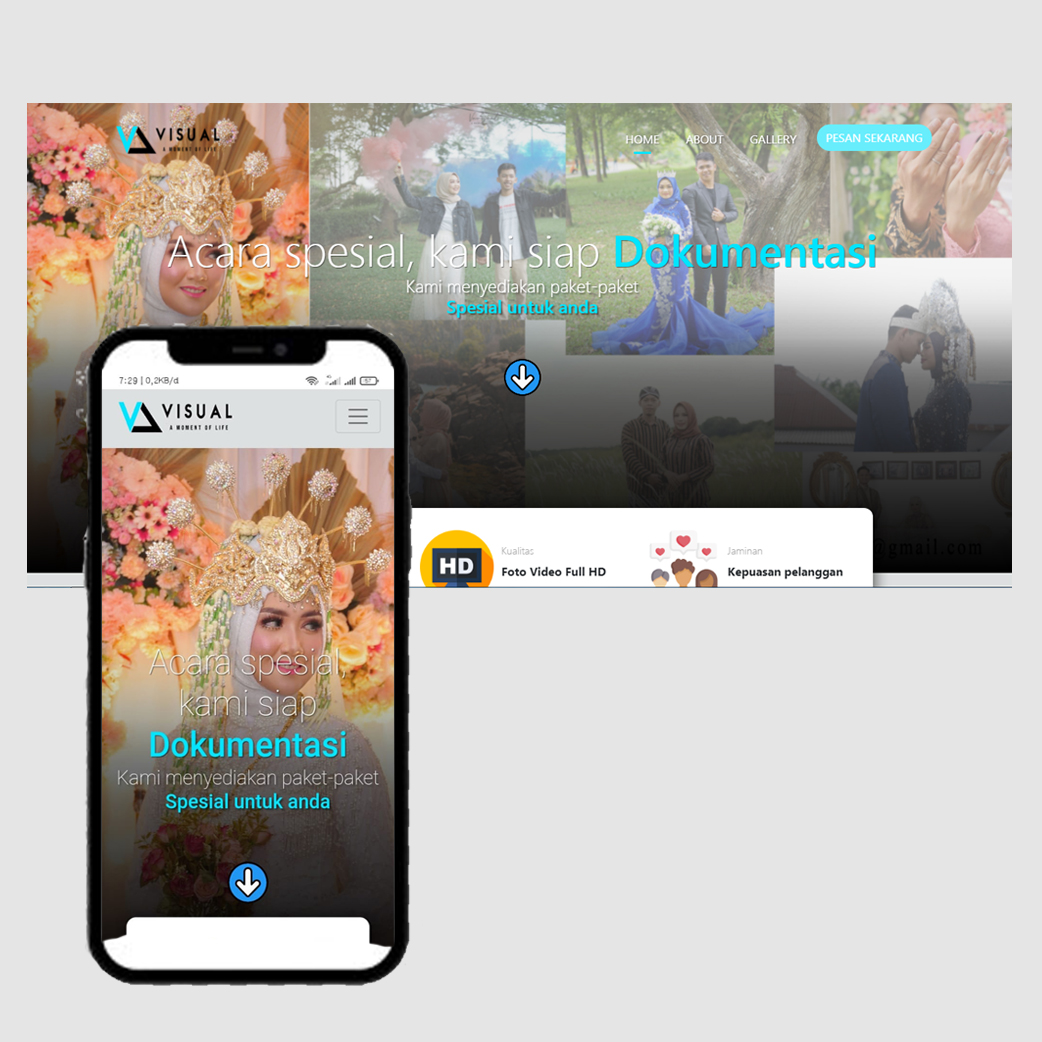 VISUAL
A MOMENT OF LIFE
HOME ABOUT GALLERY PESAN SEKARANG
Acara spesial, kami siap Dokumentasi
Kami menyediakan paket-paket
Spesial untuk anda
HD
Kualitas
Foto Video Full HD
Jaminan
Kepuasan pelanggan
@gmail.com
7:29 | 0,2KB/d
57
VISUAL
A MOMENT OF LIFE
Acara spesial,
kami siap
Dokumentasi
Kami menyediakan paket-paket
Spesial untuk anda